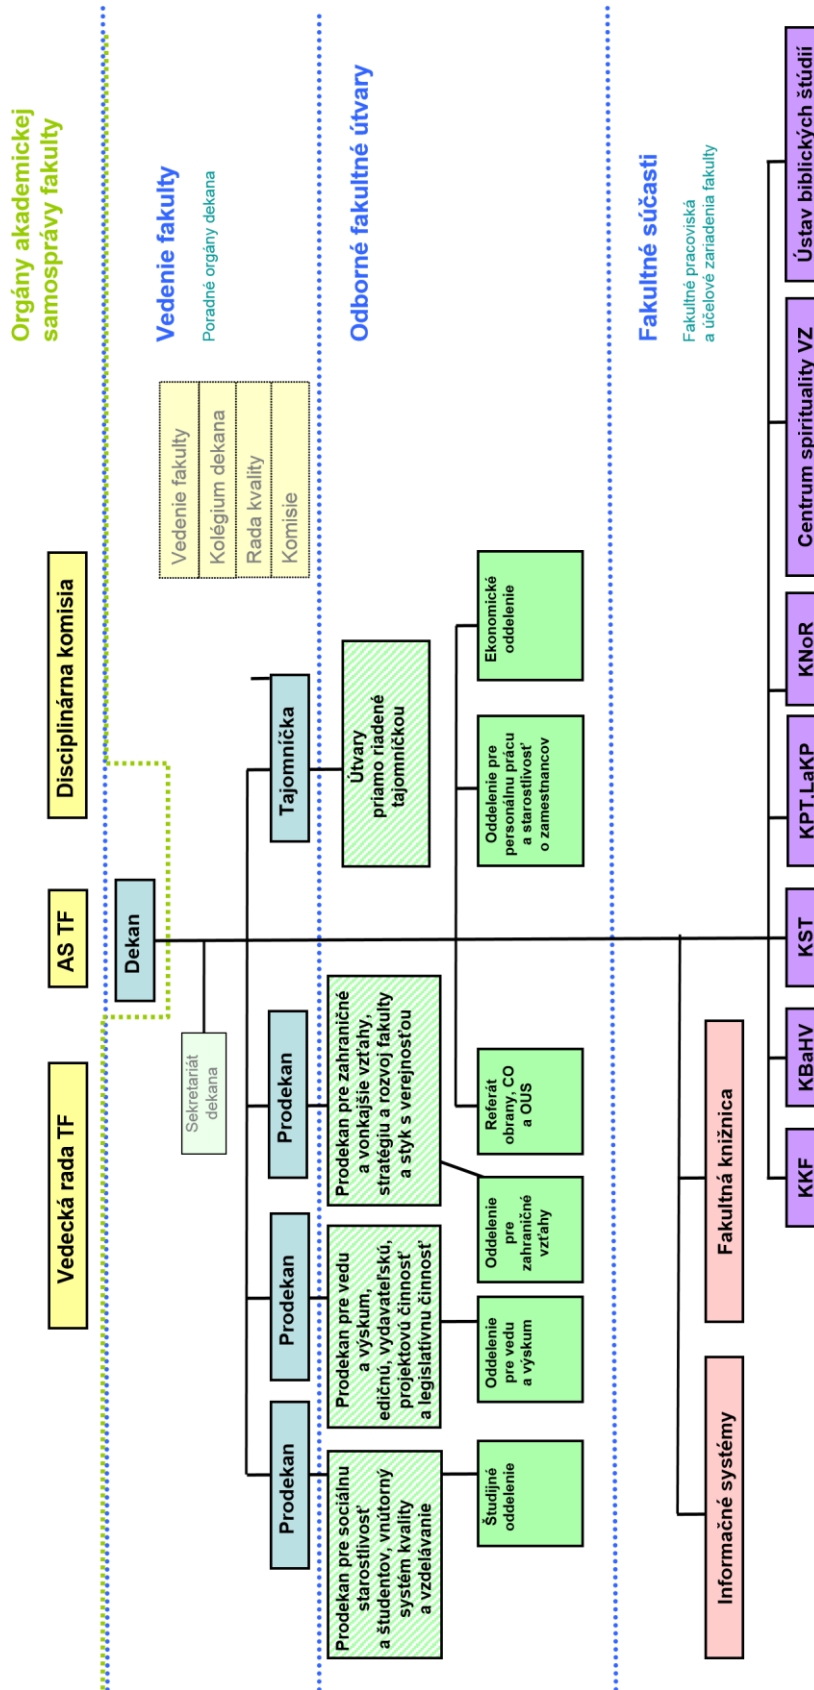 Orgány akademickej
samosprávy fakulty
Vedecká rada TF
AS TF
Disciplinárna komisia
Vedenie fakulty
Poradné orgány dekana
Dekan
Sekretariát
dekana
Vedenie fakulty
Kolégium dekana
Rada kvality
Komisie
Prodekan
Prodekan
Prodekan
Tajomníčka
Odborné fakultné útvary
Prodekan pre sociálnu
starostlivosť
a študentov, vnútorný
systém kvality
a vzdelávanie
Prodekan pre vedu
a výskum,
edičnú, vydavateľskú,
projektovú činnosť
a legislatívnu činnosť
Prodekan pre zahraničné
a vonkajšie vzťahy,
stratégiu a rozvoj fakulty
a styk s verejnosťou
Útvary
priamo riadené
tajomníčkou
Študijné
oddelenie
Oddelenie
pre vedu
a výskum
Oddelenie
pre
zahraničné
vzťahy
Referát
obrany, CO
a OUS
Oddelenie pre
personálnu prácu
a starostlivosť
o zamestnancov
Ekonomické
oddelenie
Fakultné súčasti
Fakultné pracoviská
a účelové zariadenia fakulty
Informačné systémy
Fakultná knižnica
KKF
KBaHV
KST
KPT,LaKP
KNoR
Centrum spirituality VZ
Ústav biblických štúdií